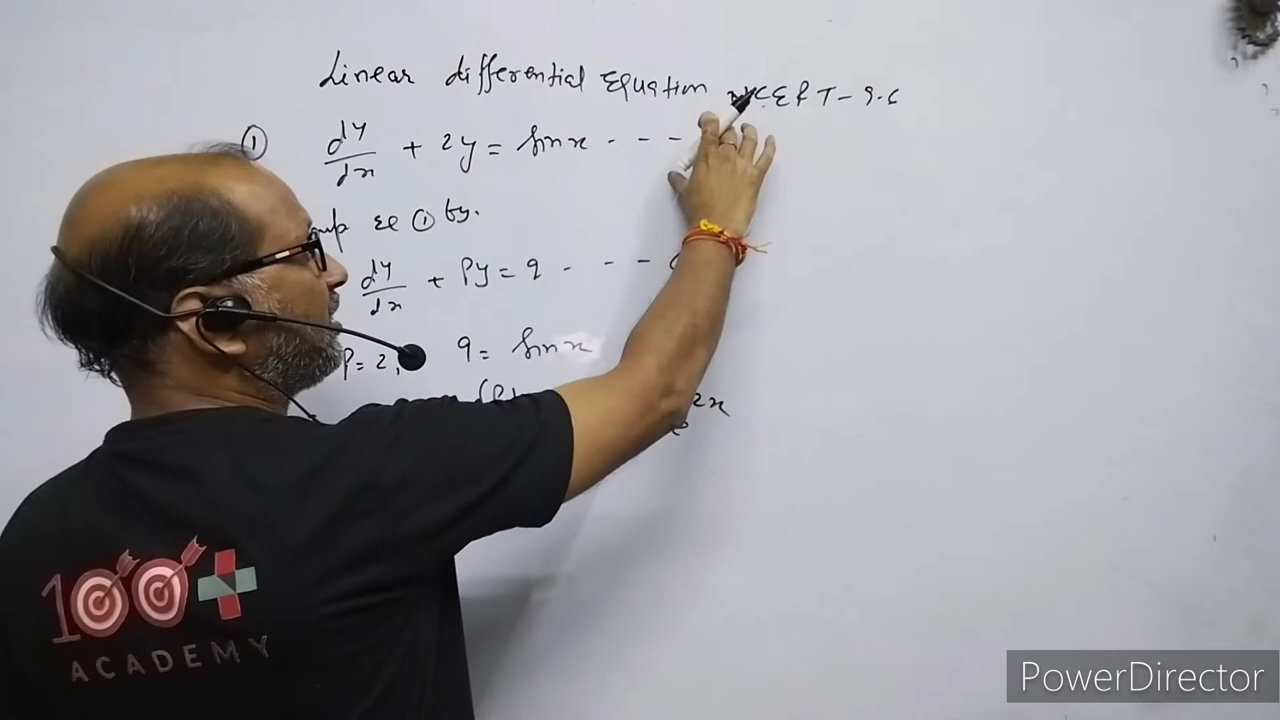 Linear differential Equation NCERT - 9.6
① dy/dx + 2y = sin x - - -
eq ① by.
dy/dx + Py = q - - -
P = 2, q = sin x
2x
e
100+
ACADEMY
PowerDirector